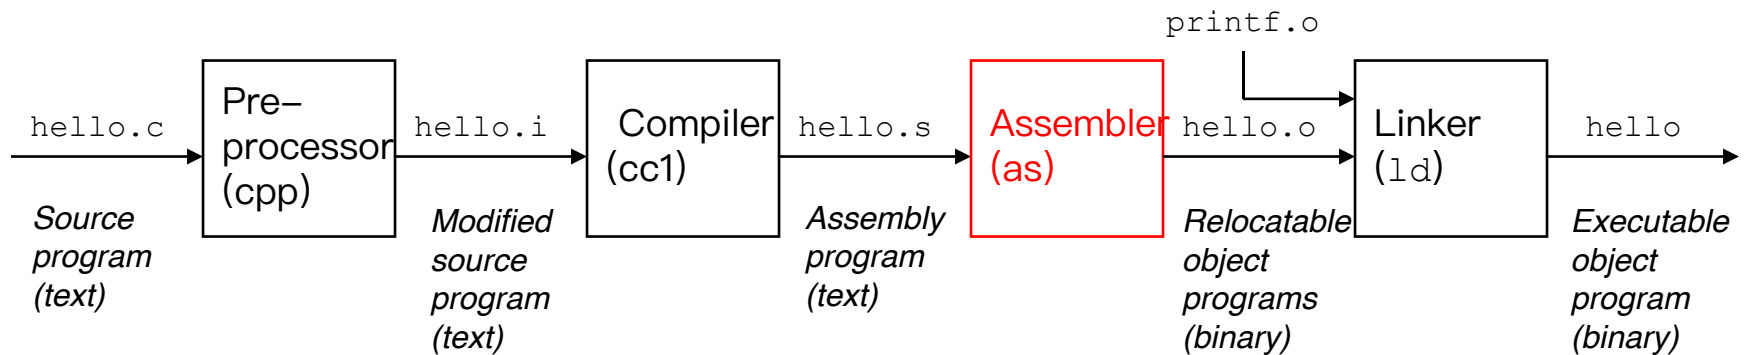 printf.o
hello.c
Pre–
processor
(cpp)
hello.i
Compiler
(cc1)
hello.s
Assembler
(as)
hello.o
Linker
(ld)
hello
Source
program
(text)
Modified
source
program
(text)
Assembly
program
(text)
Relocatable
object
programs
(binary)
Executable
object
program
(binary)